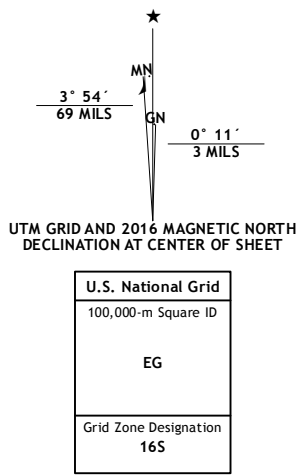 MN
GN
3° 54´
69 MILS
0° 11´
3 MILS
UTM GRID AND 2016 MAGNETIC NORTH
DECLINATION AT CENTER OF SHEET
U.S. National Grid
100,000-m Square ID
EG
Grid Zone Designation
16S